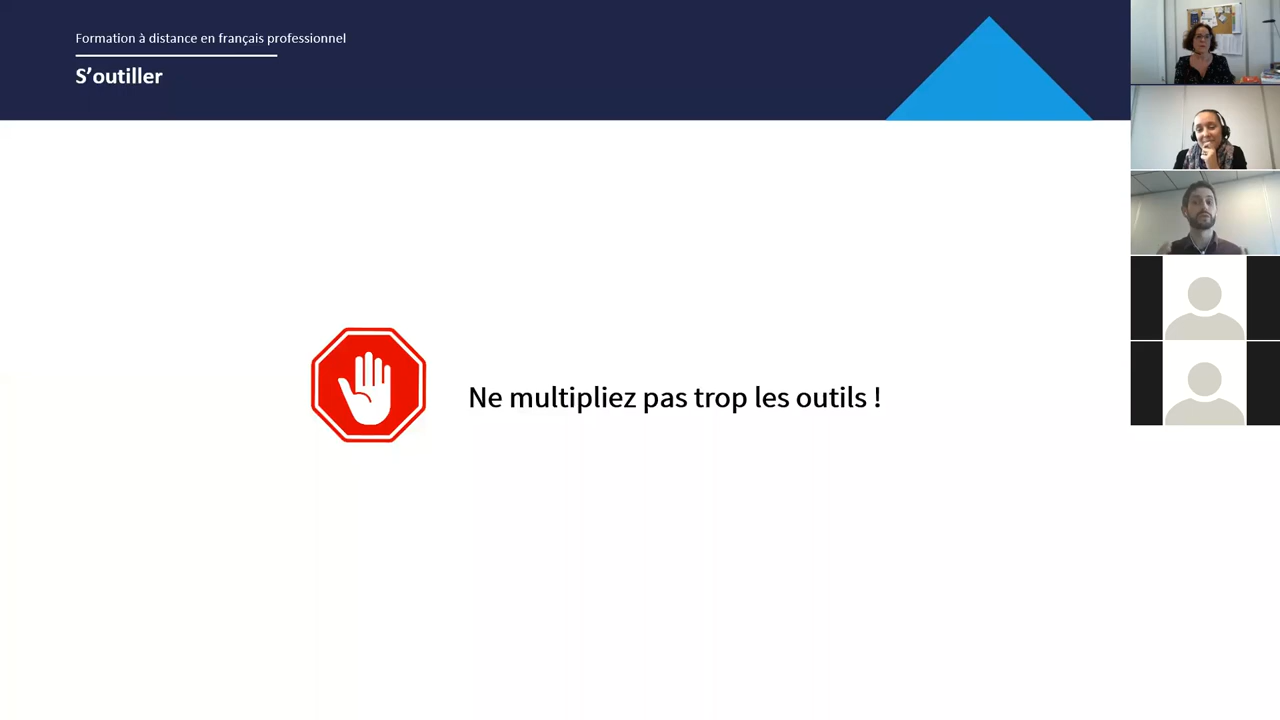 Formation à distance en français professionnel
S’outiller
Ne multipliez pas trop les outils !